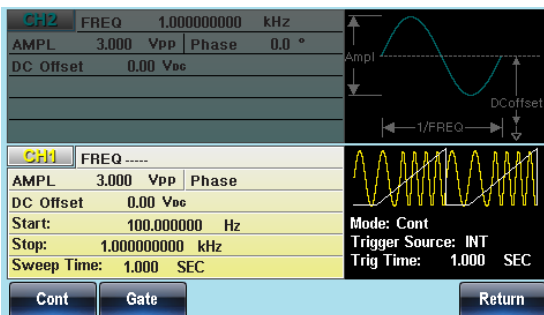 CH2 FREQ 1.000000000 kHz
AMPL 3.000 Vpp Phase 0.0 °
DC Offset 0.00 VDC
Ampl
DCoffset
1/FREQ
CH1 FREQ -----
AMPL 3.000 Vpp Phase
DC Offset 0.00 VDC
Start: 100.000000 Hz
Stop: 1.000000000 kHz
Sweep Time: 1.000 SEC
Mode: Cont
Trigger Source: INT
Trig Time: 1.000 SEC
Cont Gate Return